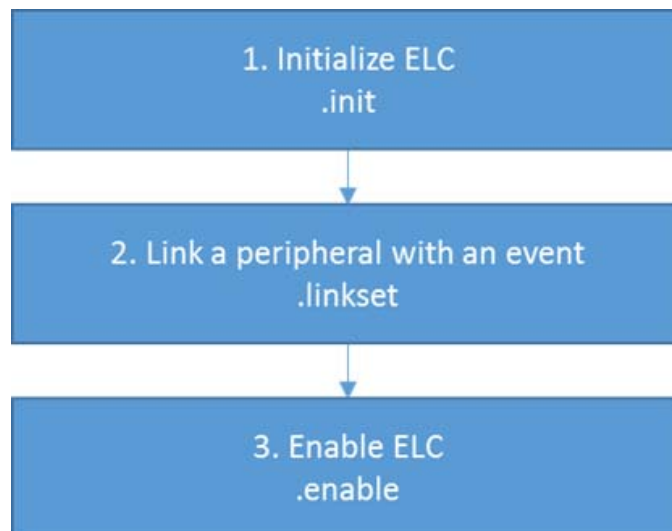 1. Initialize ELC
.init
2. Link a peripheral with an event
.linkset
3. Enable ELC
.enable